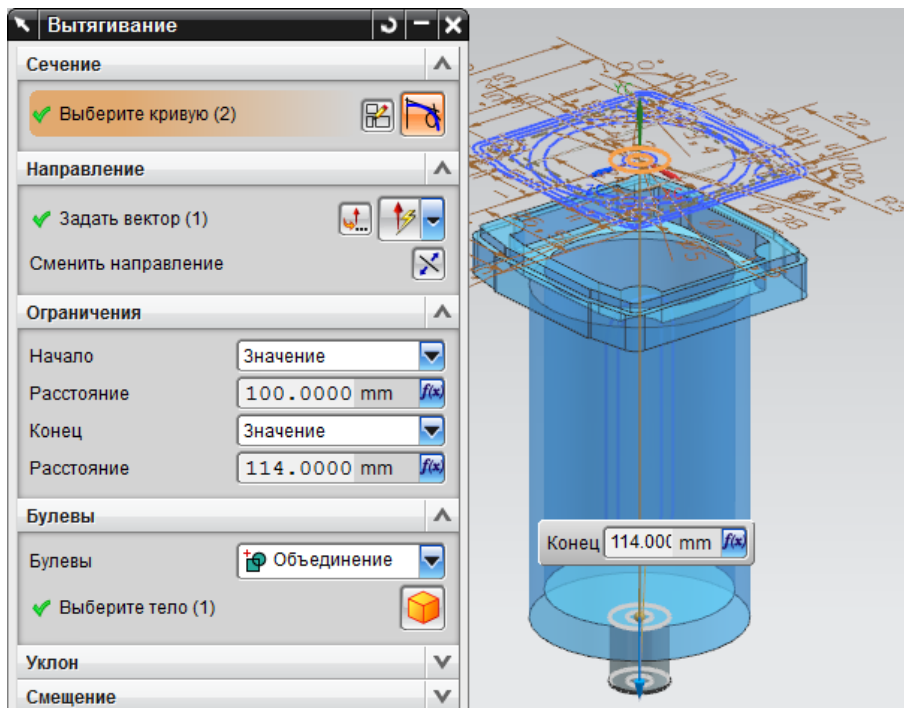 Вытягивание
Сечение
Выберите кривую (2)
Направление
Задать вектор (1)
Сменить направление
Ограничения
Начало Значение
Расстояние 100.0000 mm f(x)
Конец Значение
Расстояние 114.0000 mm f(x)
Булевы
Булевы Объединение
Выберите тело (1)
Уклон
Смещение
22
Конец 114.000 mm f(x)